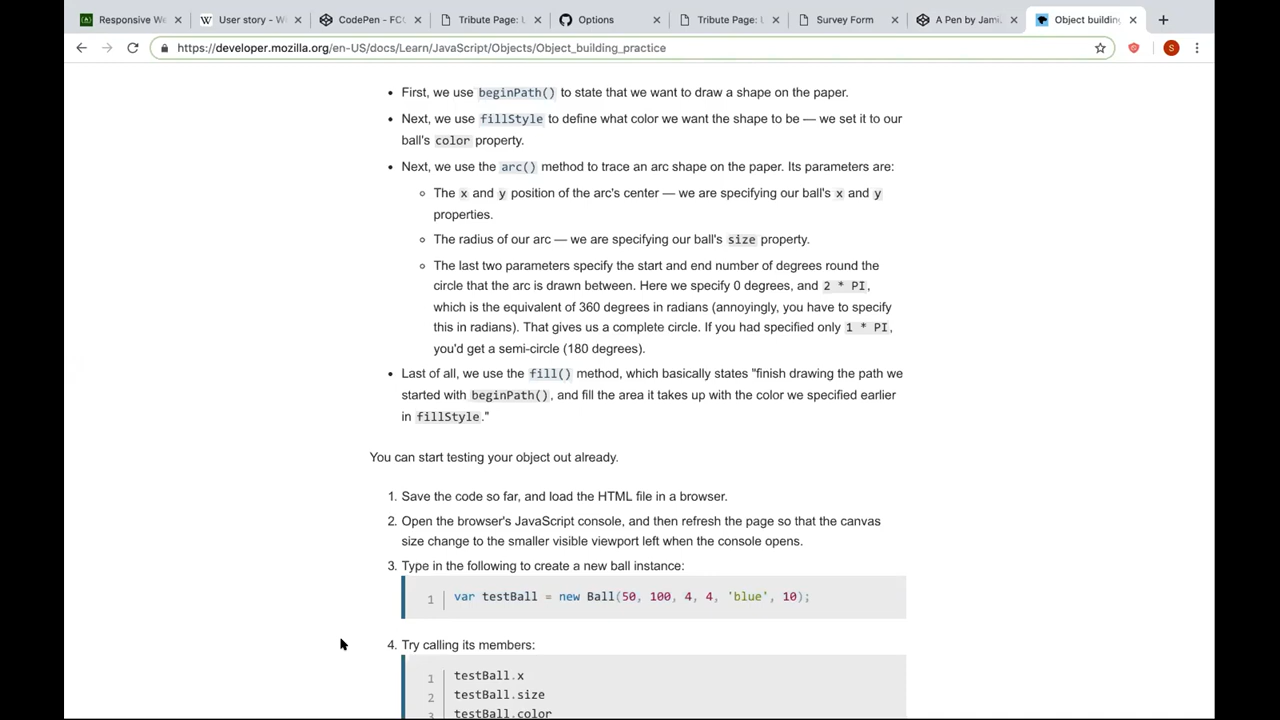 Responsive We
User story - W
CodePen - FCC
Tribute Page: U
Options
Tribute Page: U
Survey Form
A Pen by Jami
Object buildin
https://developer.mozilla.org/en-US/docs/Learn/JavaScript/Objects/Object_building_practice
S
First, we use beginPath() to state that we want to draw a shape on the paper.
Next, we use fillStyle to define what color we want the shape to be — we set it to our
ball's color property.
Next, we use the arc() method to trace an arc shape on the paper. Its parameters are:
The x and y position of the arc's center — we are specifying our ball's x and y
properties.
The radius of our arc — we are specifying our ball's size property.
The last two parameters specify the start and end number of degrees round the
circle that the arc is drawn between. Here we specify 0 degrees, and 2 * PI,
which is the equivalent of 360 degrees in radians (annoyingly, you have to specify
this in radians). That gives us a complete circle. If you had specified only 1 * PI,
you'd get a semi-circle (180 degrees).
Last of all, we use the fill() method, which basically states "finish drawing the path we
started with beginPath(), and fill the area it takes up with the color we specified earlier
in fillStyle."
You can start testing your object out already.
1. Save the code so far, and load the HTML file in a browser.
2. Open the browser's JavaScript console, and then refresh the page so that the canvas
size change to the smaller visible viewport left when the console opens.
3. Type in the following to create a new ball instance:
1 var testBall = new Ball(50, 100, 4, 4, 'blue', 10);
4. Try calling its members:
1 testBall.x
2 testBall.size
3 testBall.color